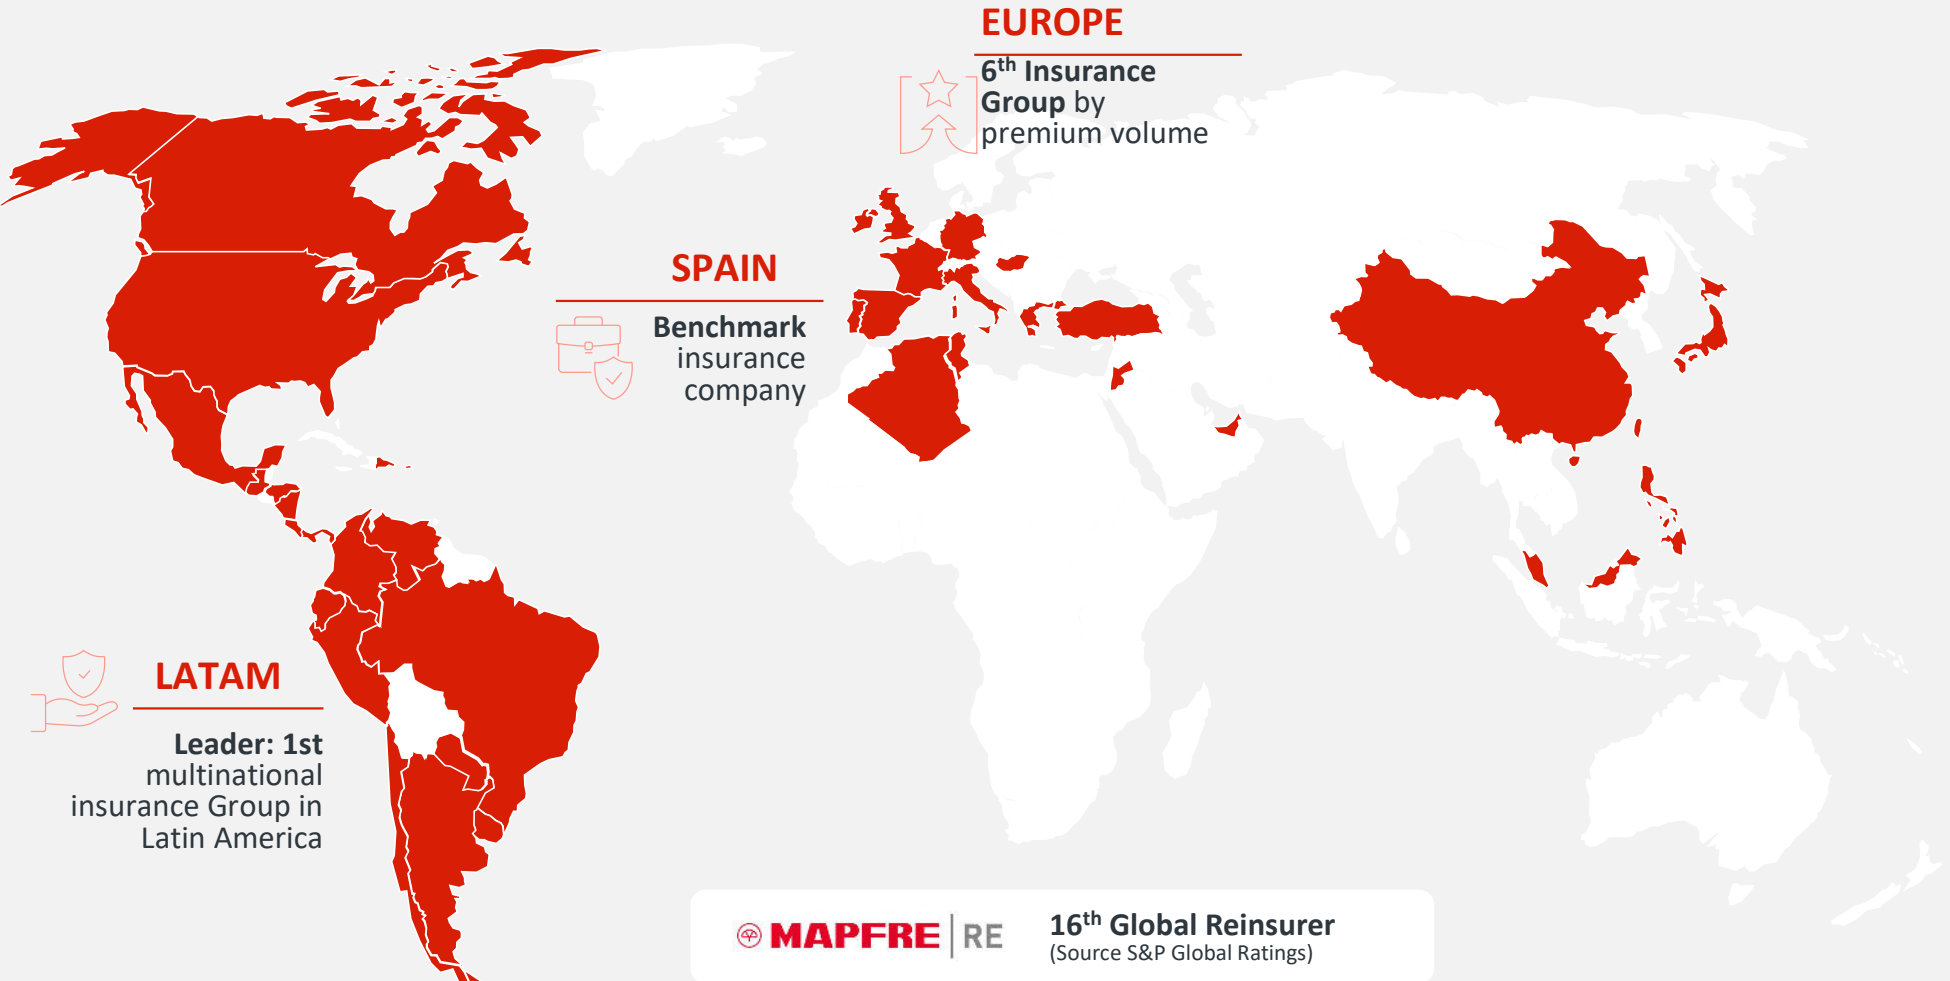 EUROPE
6th Insurance
Group by
premium volume
SPAIN
Benchmark
insurance
company
LATAM
Leader: 1st
multinational
insurance Group in
Latin America
MAPFRE RE
16th Global Reinsurer
(Source S&P Global Ratings)